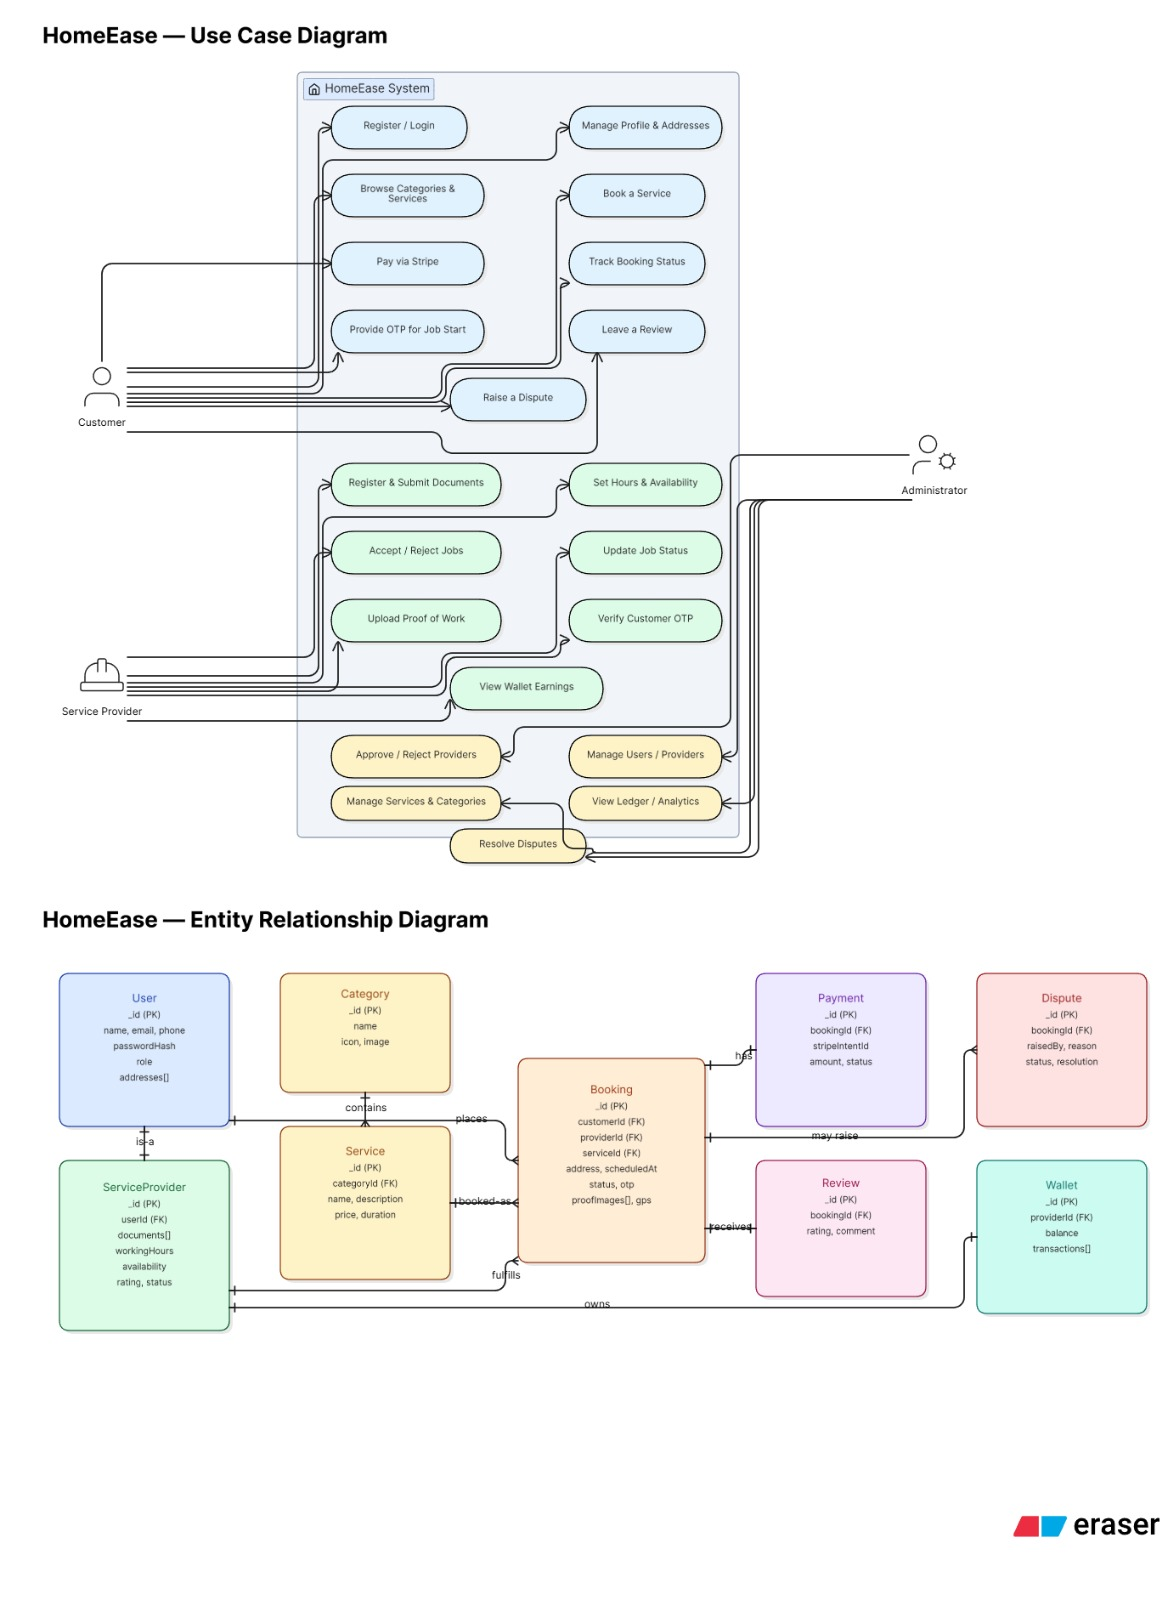 HomeEase — Use Case Diagram
HomeEase System
Register / Login
Manage Profile & Addresses
Browse Categories &
Services
Book a Service
Pay via Stripe
Track Booking Status
Provide OTP for Job Start
Leave a Review
Raise a Dispute
Customer
Register & Submit Documents
Set Hours & Availability
Administrator
Accept / Reject Jobs
Update Job Status
Upload Proof of Work
Verify Customer OTP
View Wallet Earnings
Service Provider
Approve / Reject Providers
Manage Users / Providers
Manage Services & Categories
View Ledger / Analytics
Resolve Disputes
HomeEase — Entity Relationship Diagram
User
_id (PK)
name, email, phone
passwordHash
role
addresses[]
Category
_id (PK)
name
icon, image
Payment
_id (PK)
bookingId (FK)
stripeIntentId
amount, status
Dispute
_id (PK)
bookingId (FK)
raisedBy, reason
status, resolution
has
contains
places
is-a
Booking
_id (PK)
customerId (FK)
providerId (FK)
serviceId (FK)
address, scheduledAt
status, otp
proofImages[], gps
may raise
Service
_id (PK)
categoryId (FK)
name, description
price, duration
booked-as
ServiceProvider
_id (PK)
userId (FK)
documents[]
workingHours
availability
rating, status
Review
_id (PK)
bookingId (FK)
rating, comment
receives
Wallet
_id (PK)
providerId (FK)
balance
transactions[]
fulfills
owns
eraser